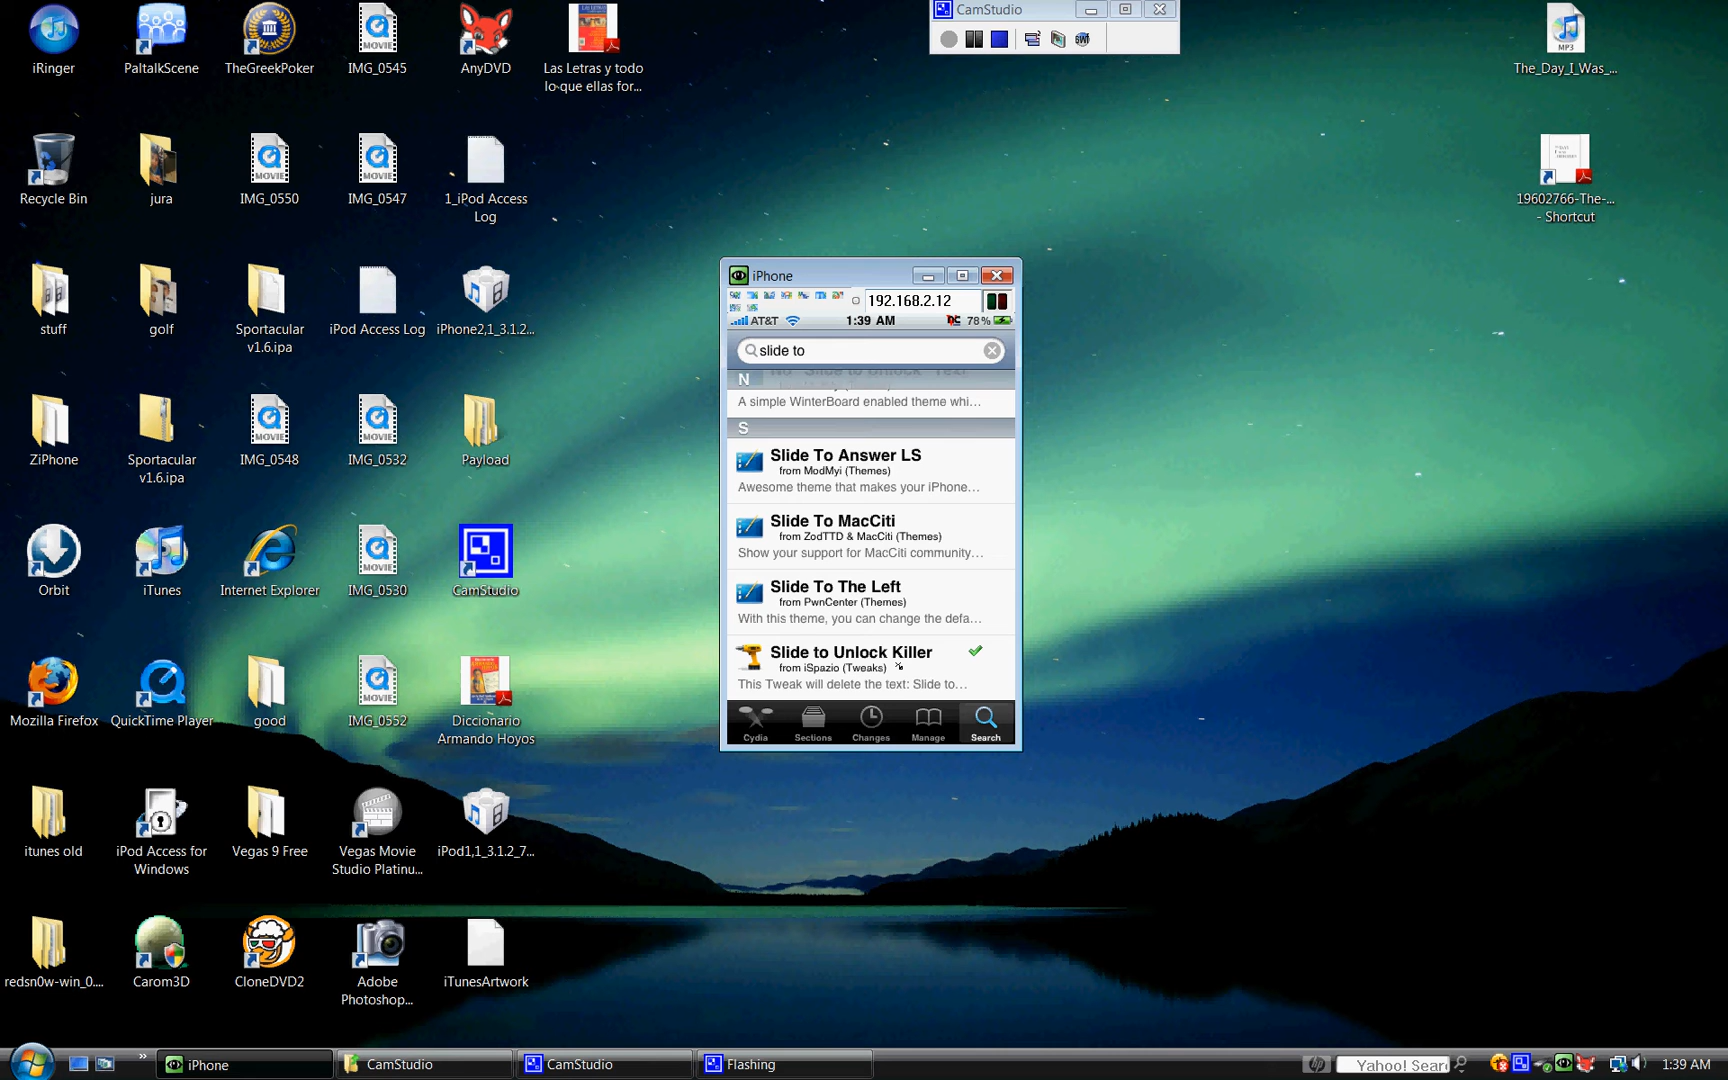 iRinger
PaltalkScene
TheGreekPoker
IMG_0545
AnyDVD
Las Letras y todo
lo que ellas for...
CamStudio
The_Day_I_Was_...
MP3
Recycle Bin
jura
IMG_0550
IMG_0547
1_iPod Access
Log
19602766-The-...
- Shortcut
stuff
golf
Sportacular
v1.6.ipa
iPod Access Log
iPhone2,1_3.1.2...
iPhone
192.168.2.12
AT&T
1:39 AM
78%
slide to
N
A simple WinterBoard enabled theme whi...
S
Slide To Answer LS
from ModMyi (Themes)
Awesome theme that makes your iPhone...
Slide To MacCiti
from ZodTTD & MacCiti (Themes)
Show your support for MacCiti community...
Slide To The Left
from PwnCenter (Themes)
With this theme, you can change the defa...
Slide to Unlock Killer
from iSpazio (Tweaks)
This Tweak will delete the text: Slide to...
Cydia
Sections
Changes
Manage
Search
ZiPhone
Sportacular
v1.6.ipa
IMG_0548
IMG_0532
Payload
Orbit
iTunes
Internet Explorer
IMG_0530
CamStudio
Mozilla Firefox
QuickTime Player
good
IMG_0552
Diccionario
Armando Hoyos
itunes old
iPod Access for
Windows
Vegas 9 Free
Vegas Movie
Studio Platinu...
iPod1,1_3.1.2_7...
redsn0w-win_0....
Carom3D
CloneDVD2
Adobe
Photoshop...
iTunesArtwork
iPhone
CamStudio
CamStudio
Flashing
Yahoo! Sear
1:39 AM